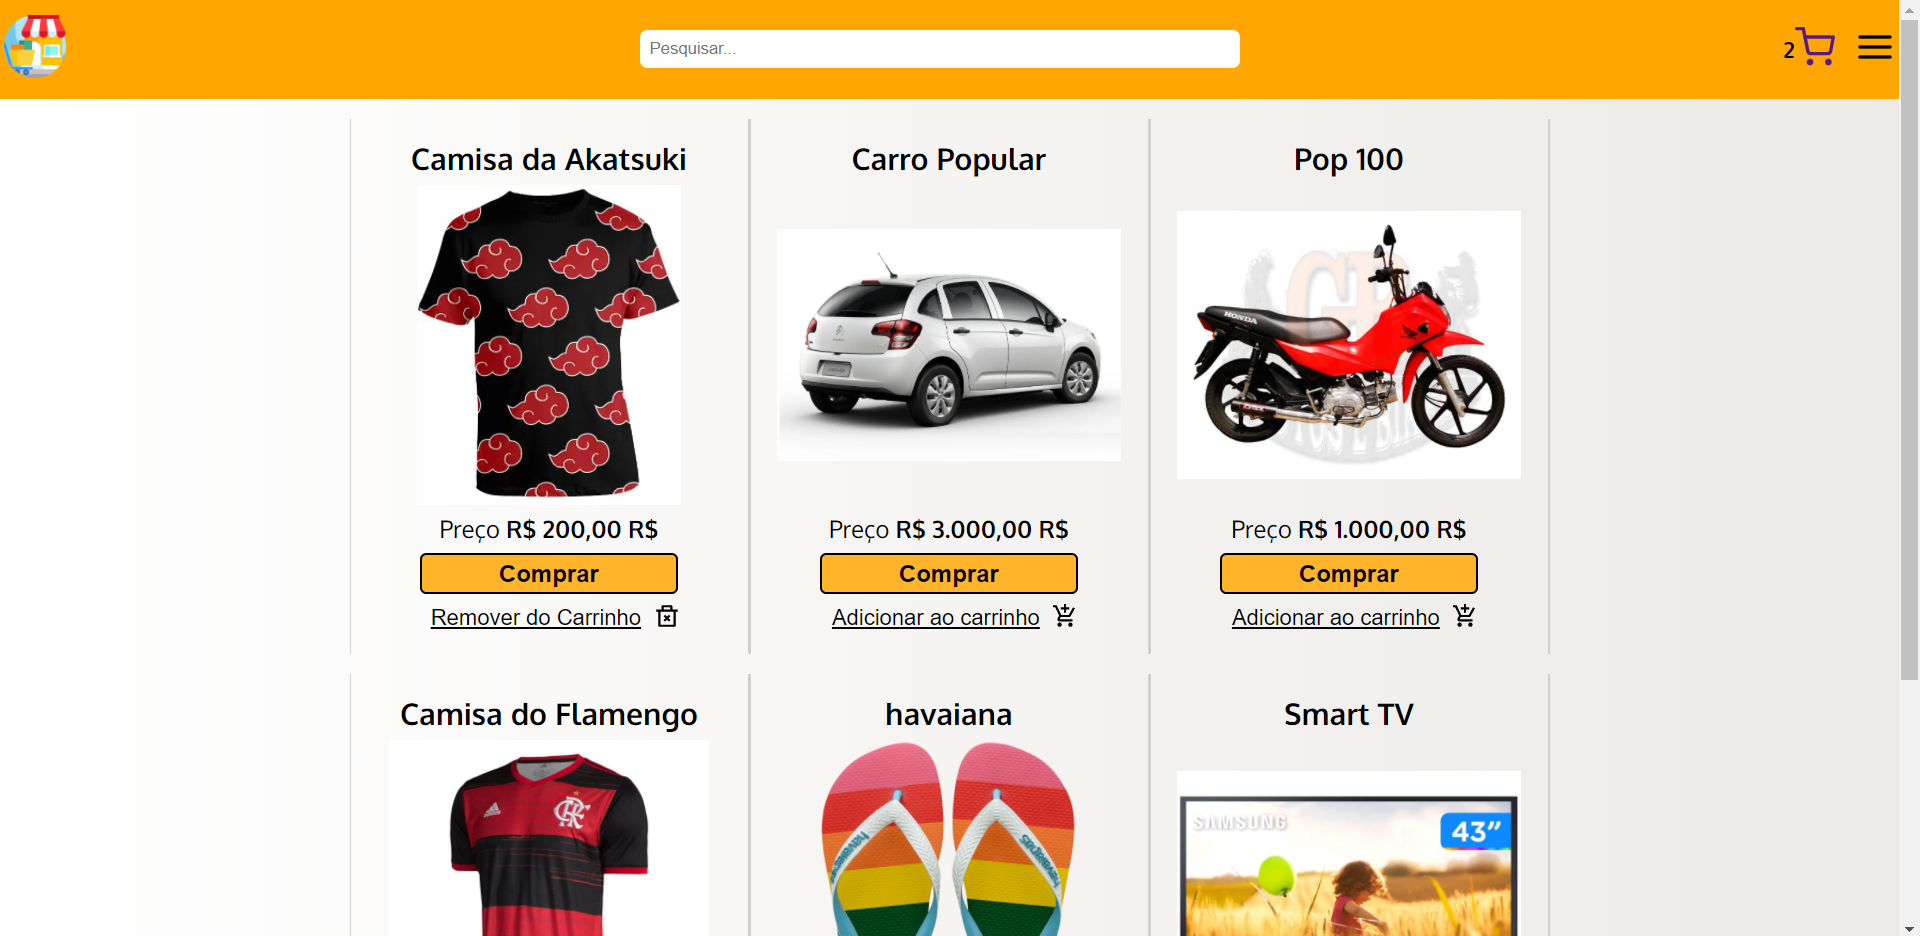 Pesquisar...
2
Camisa da Akatsuki
Carro Popular
Pop 100
HONDA
Preço R$ 200,00 R$
Preço R$ 3.000,00 R$
Preço R$ 1.000,00 R$
Comprar
Comprar
Comprar
Remover do Carrinho
Adicionar ao carrinho
Adicionar ao carrinho
Camisa do Flamengo
havaiana
Smart TV
SAMSUNG
43”